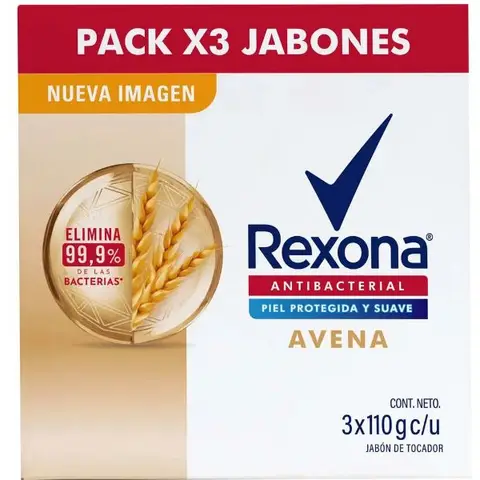 PACK X3 JABONES
NUEVA IMAGEN
ELIMINA
99,9%
DE LAS
BACTERIAS*
Rexona®
ANTIBACTERIAL
PIEL PROTEGIDA Y SUAVE
AVENA
CONT. NETO.
3x110gc/u
JABÓN DE TOCADOR